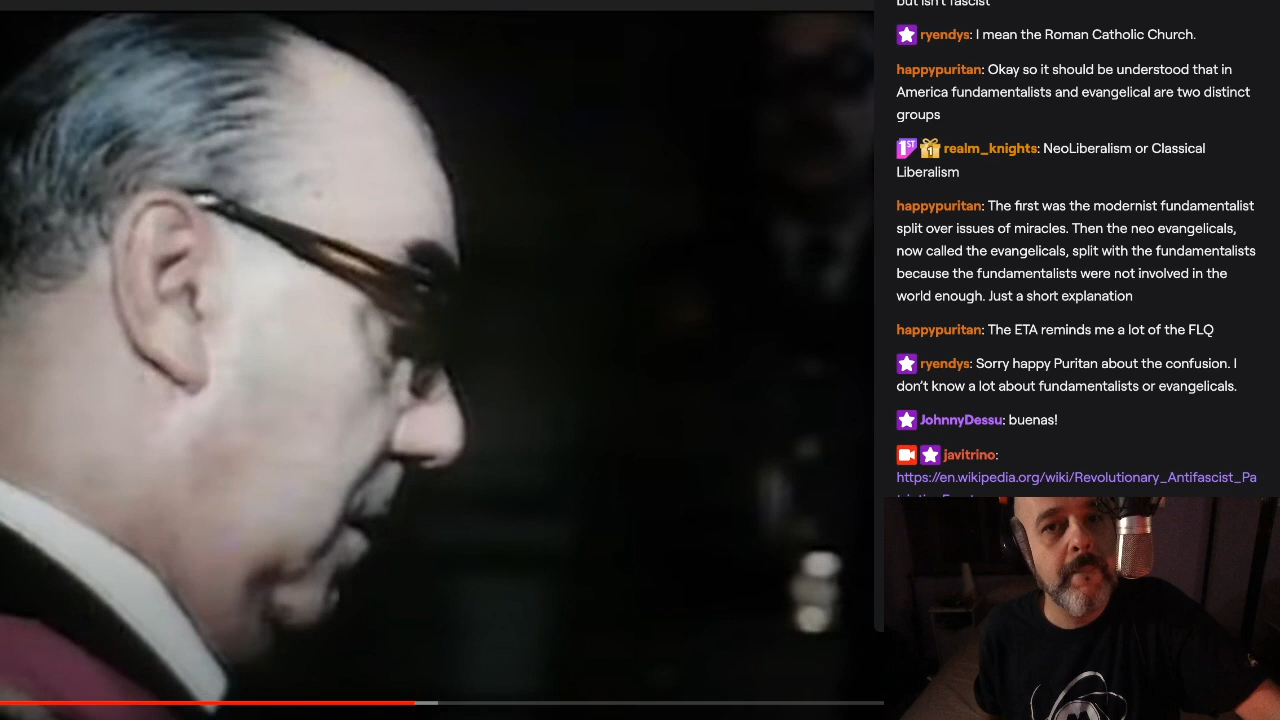 but isn't fascist
ryendys: I mean the Roman Catholic Church.
happypuritan: Okay so it should be understood that in
America fundamentalists and evangelical are two distinct
groups
1ST 1 realm_knights: NeoLiberalism or Classical
Liberalism
happypuritan: The first was the modernist fundamentalist
split over issues of miracles. Then the neo evangelicals,
now called the evangelicals, split with the fundamentalists
because the fundamentalists were not involved in the
world enough. Just a short explanation
happypuritan: The ETA reminds me a lot of the FLQ
ryendys: Sorry happy Puritan about the confusion. I
don't know a lot about fundamentalists or evangelicals.
JohnnyDessu: buenas!
javitrino:
https://en.wikipedia.org/wiki/Revolutionary_Antifascist_Pa